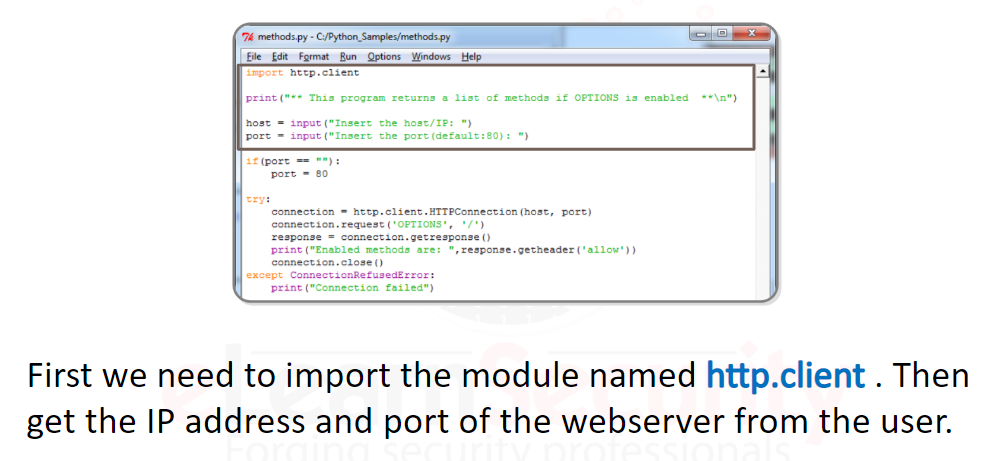 methods.py - C:/Python_Samples/methods.py
File Edit Format Run Options Windows Help
import http.client
print("** This program returns a list of methods if OPTIONS is enabled  **\n")
host = input("Insert the host/IP: ")
port = input("Insert the port(default:80): ")
if(port == ""):
    port = 80
try:
    connection = http.client.HTTPConnection(host, port)
    connection.request('OPTIONS', '/')
    response = connection.getresponse()
    print("Enabled methods are: ",response.getheader('allow'))
    connection.close()
except ConnectionRefusedError:
    print("Connection failed")
First we need to import the module named http.client . Then
get the IP address and port of the webserver from the user.
eLearnSecurity
Forging security professionals